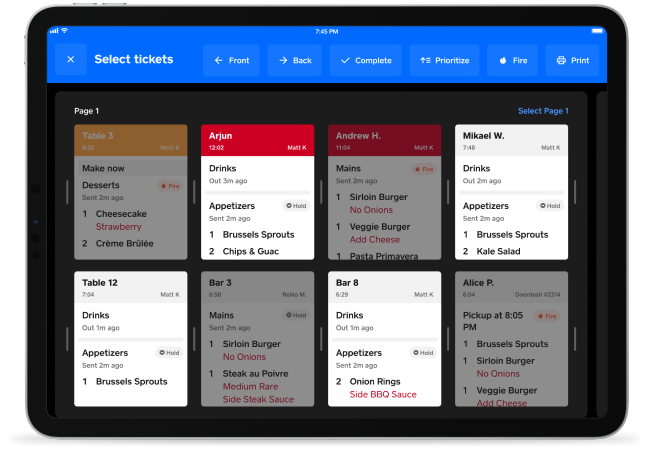 7:45 PM
Select tickets
Front
Back
Complete
Prioritize
Fire
Print
Page 1
Select Page 1
Table 3
8:32 Matt K
Make now
Desserts Fire
Sent 2m ago
1 Cheesecake
Strawberry
2 Crème Brûlée
Arjun
12:02 Matt K
Drinks
Out 3m ago
Appetizers Hold
Sent 2m ago
1 Brussels Sprouts
2 Chips & Guac
Andrew H.
11:04 Matt K
Mains Fire
Sent 2m ago
1 Sirloin Burger
No Onions
1 Veggie Burger
Add Cheese
1 Pasta Primavera
Mikael W.
7:48 Matt K
Drinks
Out 2m ago
Appetizers Hold
Sent 2m ago
1 Brussels Sprouts
2 Kale Salad
Table 12
7:04 Matt K
Drinks
Out 1m ago
Appetizers Hold
Sent 2m ago
1 Brussels Sprouts
Bar 3
6:58 Neko M.
Mains Hold
Sent 2m ago
1 Sirloin Burger
No Onions
1 Steak au Poivre
Medium Rare
Side Steak Sauce
Bar 8
6:29 Matt K
Drinks
Out 1m ago
Appetizers Hold
Sent 2m ago
2 Onion Rings
Side BBQ Sauce
Alice P.
6:04 Doordash #2314
Pickup at 8:05 Fire
PM
1 Brussels Sprouts
1 Sirloin Burger
No Onions
1 Veggie Burger
Add Cheese